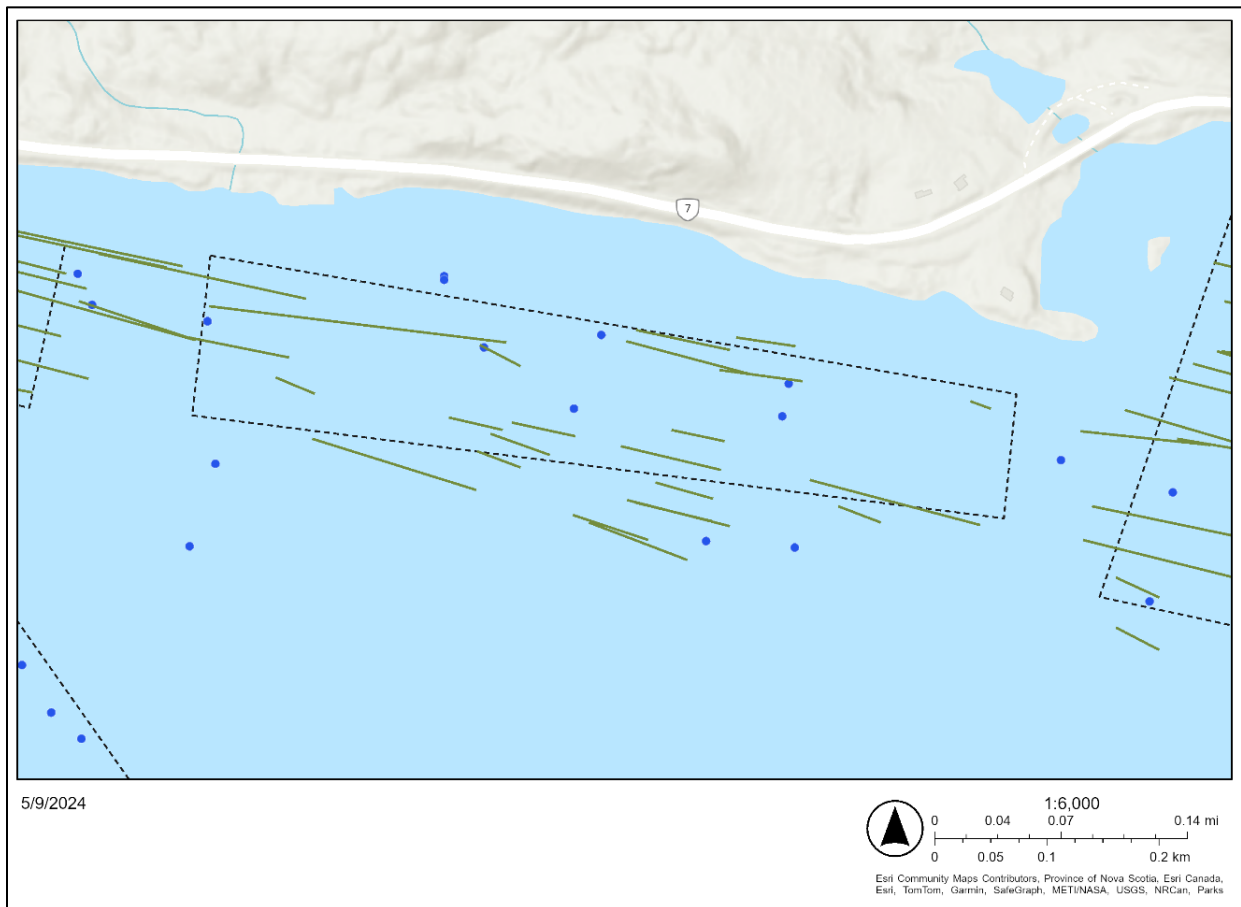 7
5/9/2024
1:6,000
0 0.04 0.07 0.14 mi
0 0.05 0.1 0.2 km
Esri Community Maps Contributors, Province of Nova Scotia, Esri Canada,
Esri, TomTom, Garmin, SafeGraph, METI/NASA, USGS, NRCan, Parks